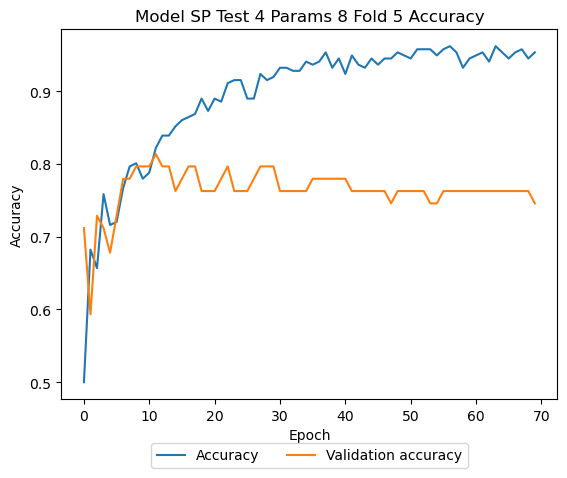 Model SP Test 4 Params 8 Fold 5 Accuracy
0.9
0.8
0.7
0.6
0.5
Accuracy
0 10 20 30 40 50 60 70
Epoch
Accuracy Validation accuracy